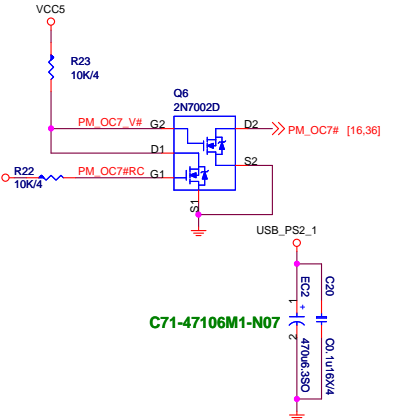 VCC5
R23
10K/4
Q6
2N7002D
PM_OC7_V#
G2
D2
PM_OC7# [16,36]
D1
S2
R22
10K/4
PM_OC7#RC
G1
S1
USB_PS2_1
C71-47106M1-N07
1
2
+
EC2
470u6.3SO
C20
C0.1u16X/4